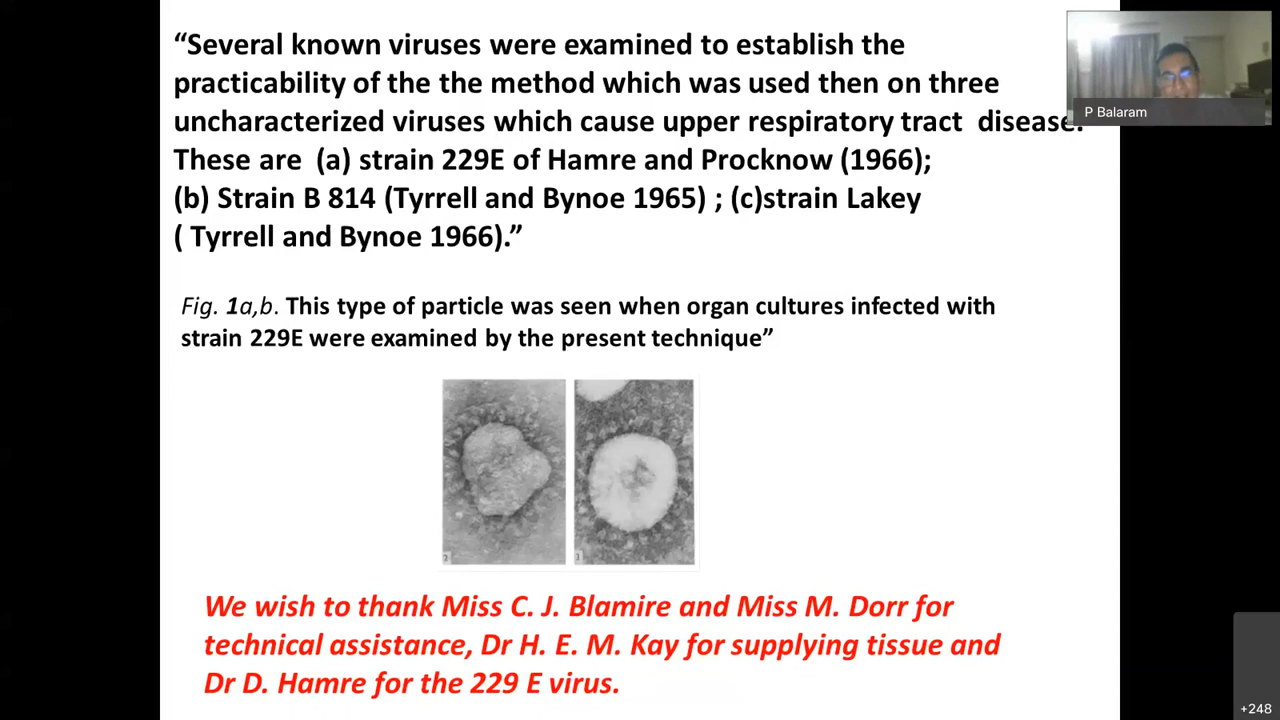 “Several known viruses were examined to establish the
practicability of the the method which was used then on three
uncharacterized viruses which cause upper respiratory tract disease.
These are (a) strain 229E of Hamre and Procknow (1966);
(b) Strain B 814 (Tyrrell and Bynoe 1965) ; (c)strain Lakey
( Tyrrell and Bynoe 1966).”
Fig. 1a,b. This type of particle was seen when organ cultures infected with
strain 229E were examined by the present technique”
We wish to thank Miss C. J. Blamire and Miss M. Dorr for
technical assistance, Dr H. E. M. Kay for supplying tissue and
Dr D. Hamre for the 229 E virus.
P Balaram
+248